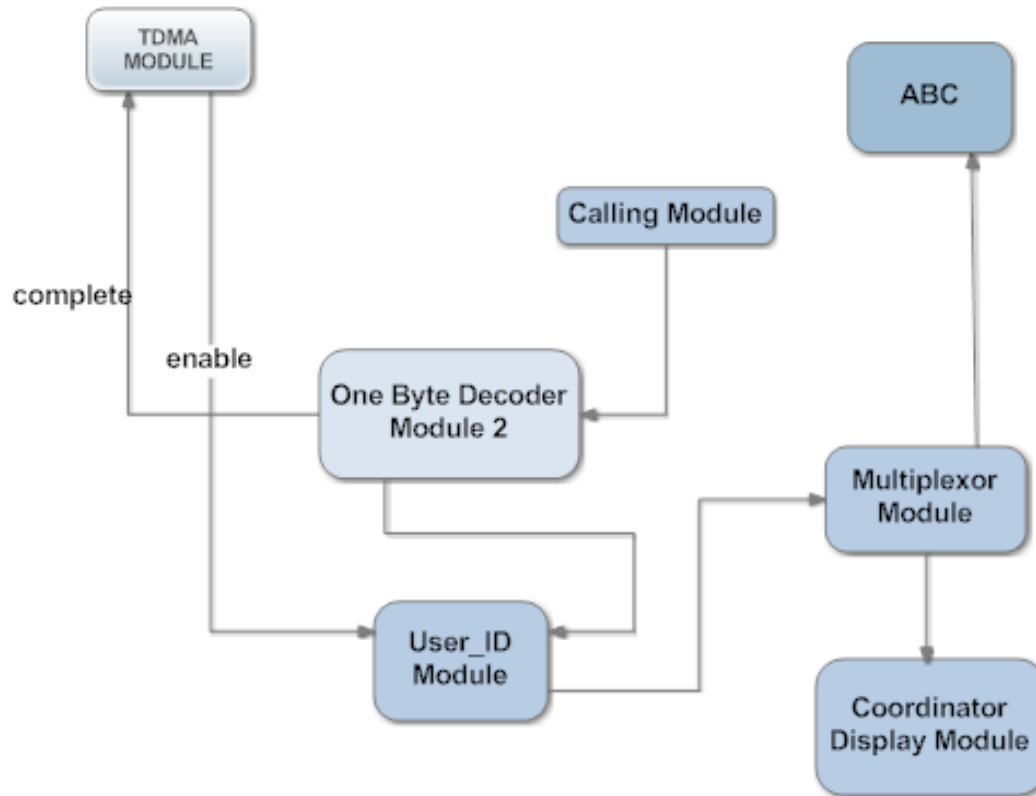 TDMA
MODULE
ABC
Calling Module
complete
enable
One Byte Decoder
Module 2
Multiplexor
Module
User_ID
Module
Coordinator
Display Module